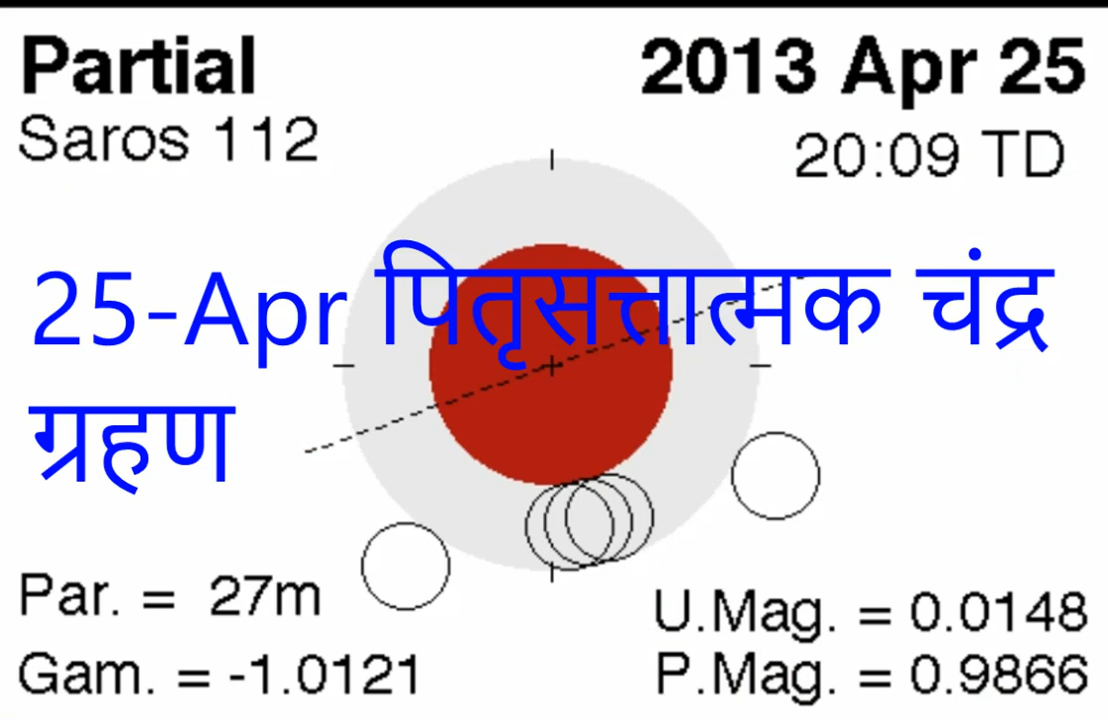 Partial 2013 Apr 25
Saros 112 20:09 TD
25-Apr पितृसत्तात्मक चंद्र
ग्रहण
Par. = 27m U.Mag. = 0.0148
Gam. = -1.0121 P.Mag. = 0.9866